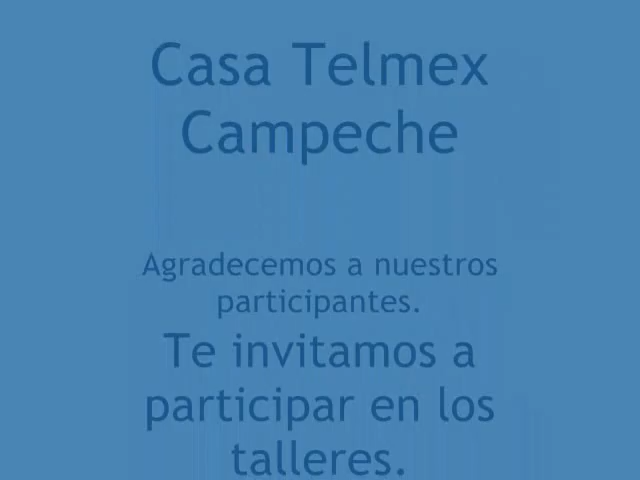 Casa Telmex
Campeche
Agradecemos a nuestros
participantes.
Te invitamos a
participar en los
talleres.